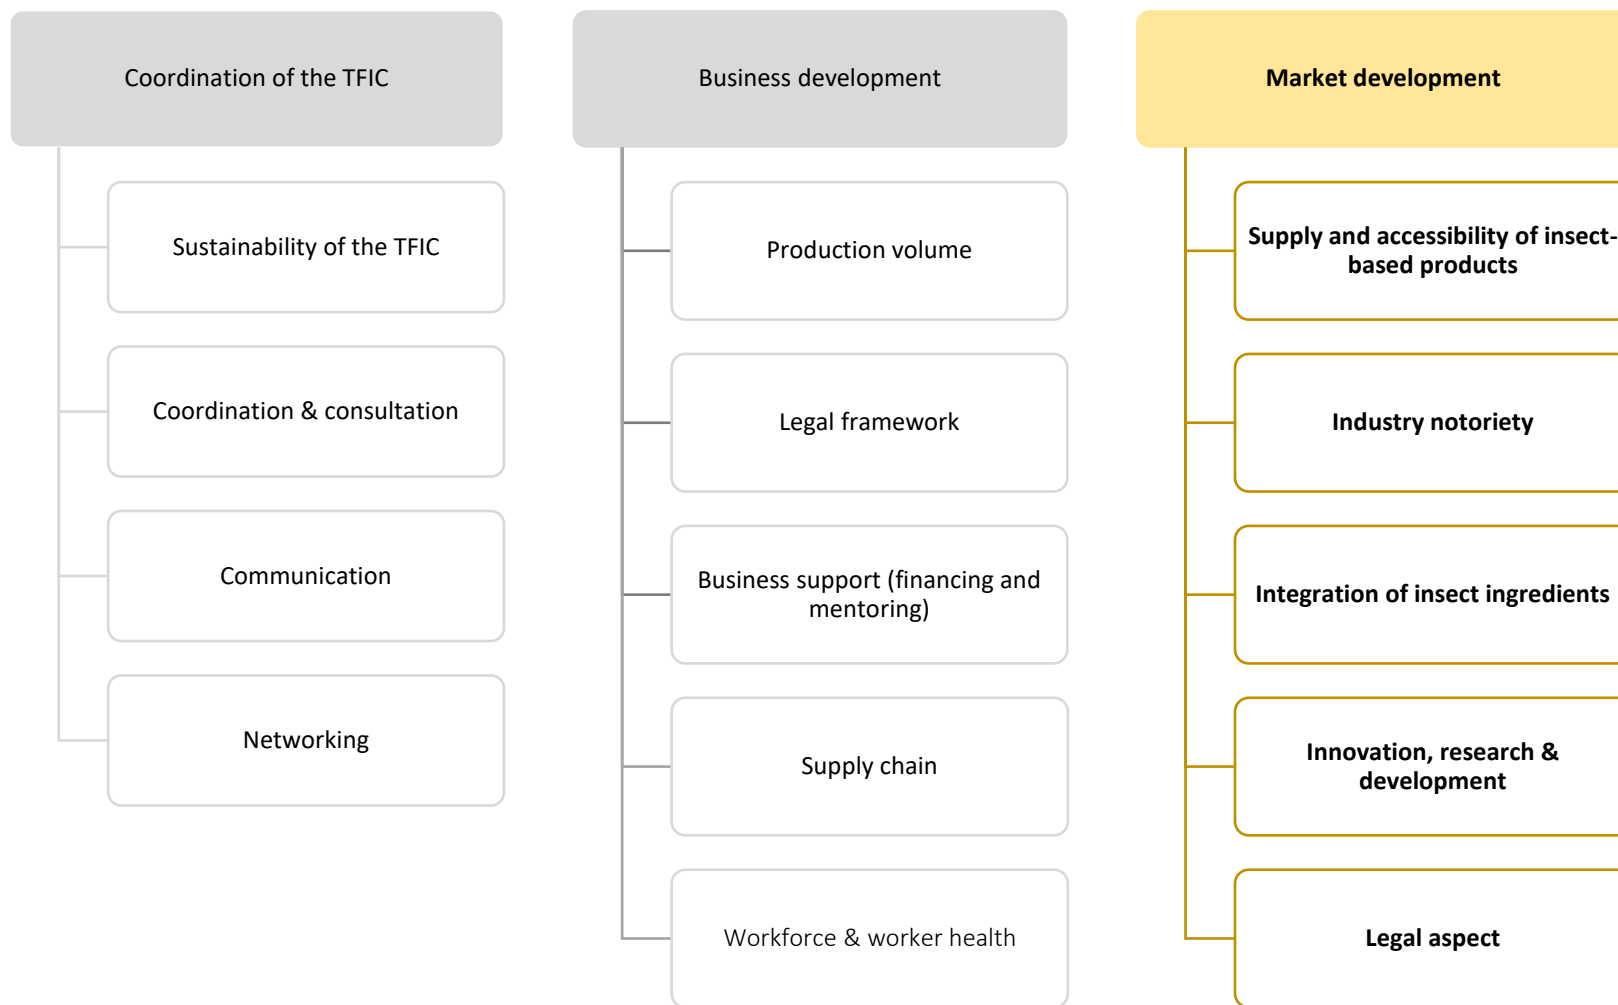 Coordination of the TFIC
Sustainability of the TFIC
Coordination & consultation
Communication
Networking
Business development
Production volume
Legal framework
Business support (financing and
mentoring)
Supply chain
Workforce & worker health
Market development
Supply and accessibility of insect-
based products
Industry notoriety
Integration of insect ingredients
Innovation, research &
development
Legal aspect